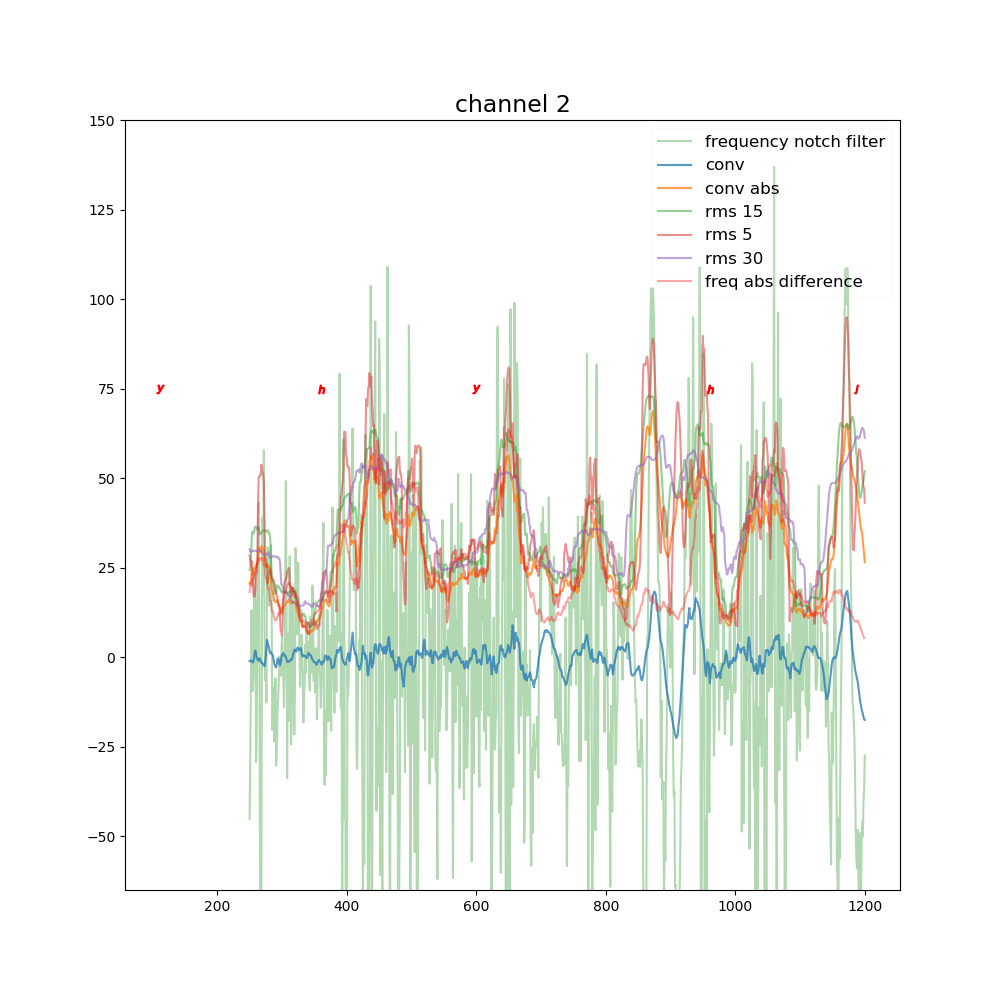 channel 2
150
125
100
75
50
25
0
−25
−50
frequency notch filter
conv
conv abs
rms 15
rms 5
rms 30
freq abs difference
y h y h l
200 400 600 800 1000 1200